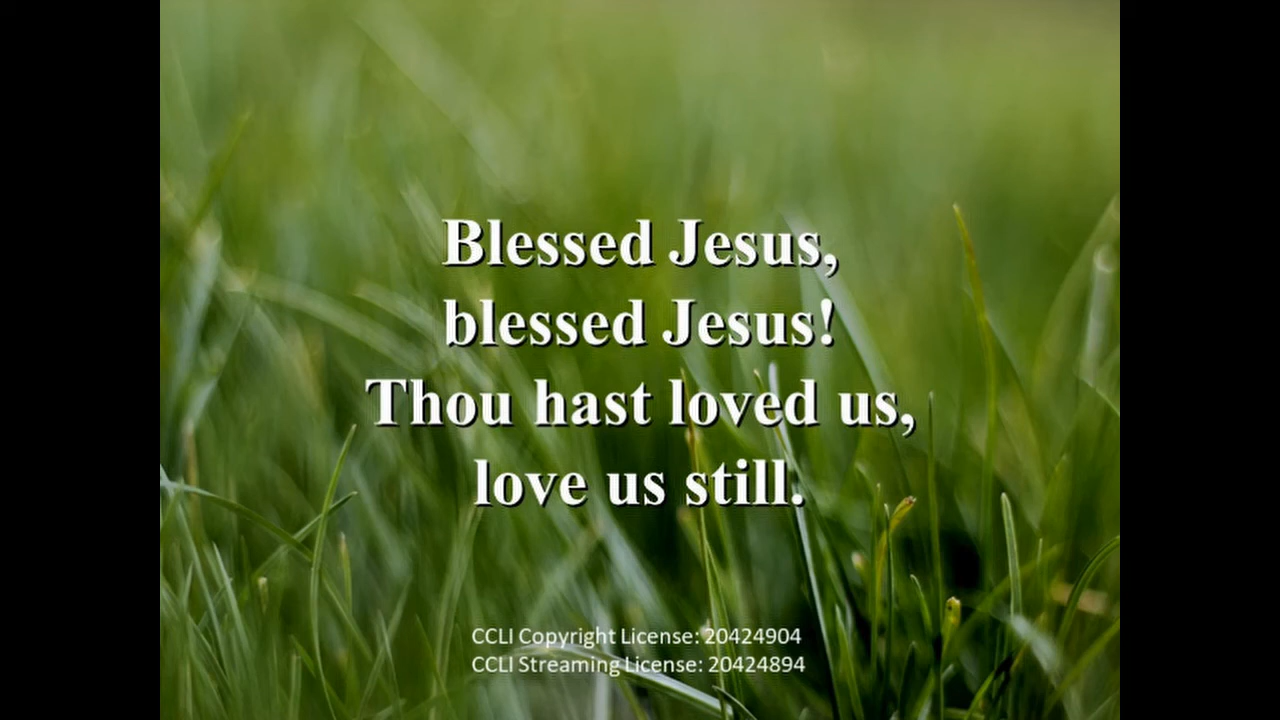 Blessed Jesus,
blessed Jesus!
Thou hast loved us,
love us still.
CCLI Copyright License: 20424904
CCLI Streaming License: 20424894